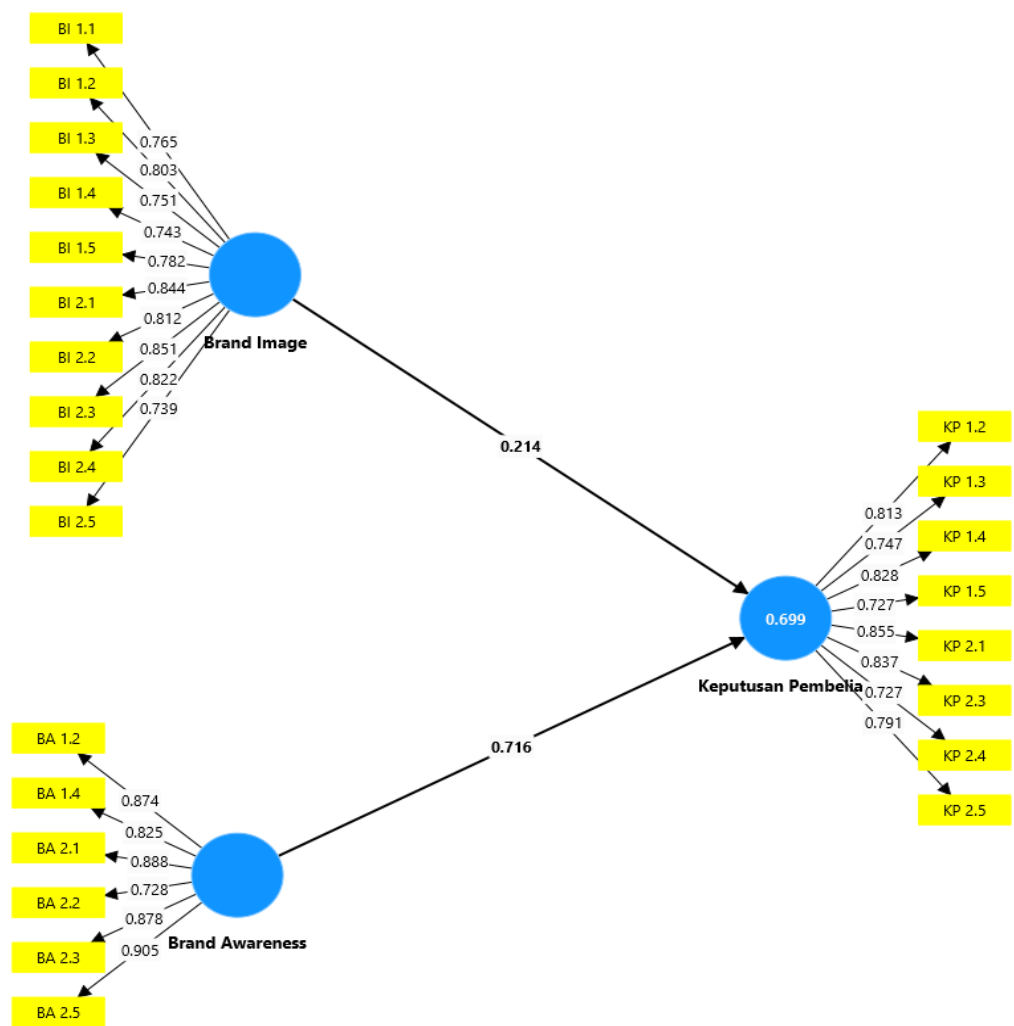 BI 1.1
BI 1.2
BI 1.3
BI 1.4
BI 1.5
BI 2.1
BI 2.2
BI 2.3
BI 2.4
BI 2.5
0.765
0.803
0.751
0.743
0.782
0.844
0.812
0.851
0.822
0.739
Brand Image
0.214
0.716
BA 1.2
BA 1.4
BA 2.1
BA 2.2
BA 2.3
BA 2.5
0.874
0.825
0.888
0.728
0.878
0.905
Brand Awareness
0.699
Keputusan Pembelia
0.813
0.747
0.828
0.727
0.855
0.837
0.727
0.791
KP 1.2
KP 1.3
KP 1.4
KP 1.5
KP 2.1
KP 2.3
KP 2.4
KP 2.5